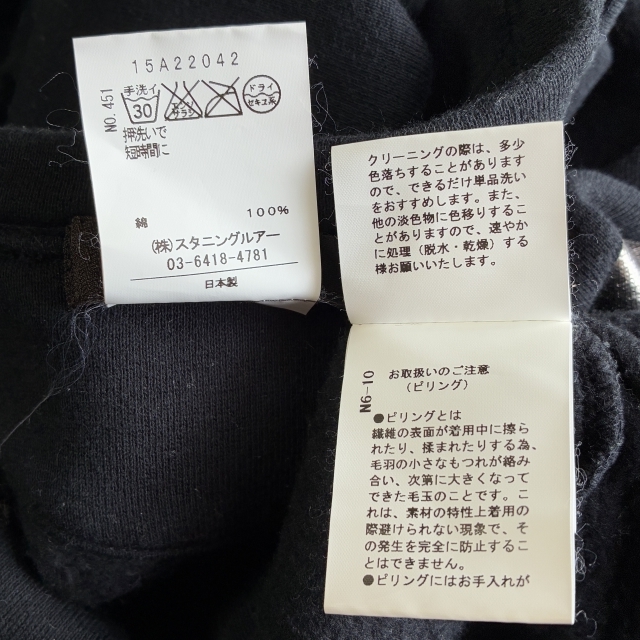 15A22042
NO.451
手洗イ
30
エンソサラシ
ドライ
セキユ系
押洗いで
短時間に
綿 100%
(株)スタニングルアー
03-6418-4781
日本製
クリーニングの際は、多少
色落ちすることがあります
ので、できるだけ単品洗い
をおすすめします。また、
他の淡色物に色移りするこ
とがありますので、速やか
に処理(脱水・乾燥)する
様お願いいたします。
N6-10
お取扱いのご注意
(ピリング)
●ピリングとは
繊維の表面が着用中に擦ら
れたり、揉まれたりする為、
毛羽の小さなもつれが絡み
合い、次第に大きくなって
できた毛玉のことです。こ
れは、素材の特性上着用の
際避けられない現象で、そ
の発生を完全に防止するこ
とはできません。
●ピリングにはお手入れが